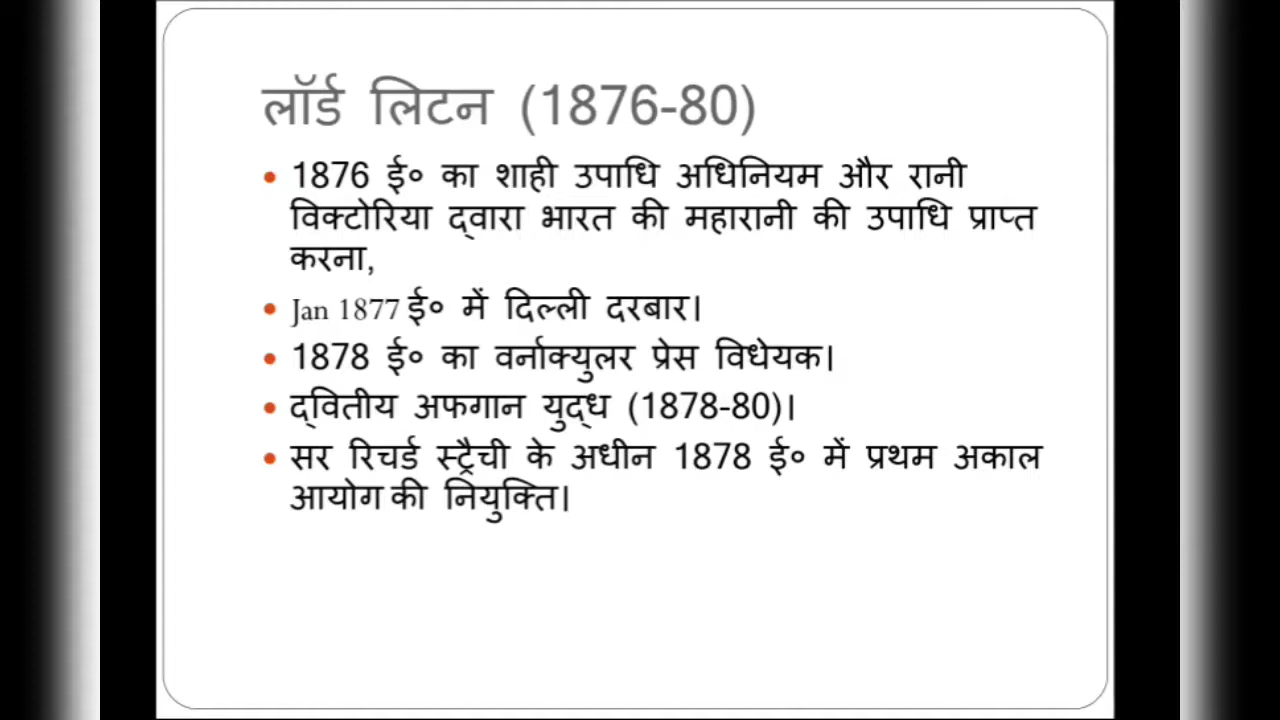 लॉर्ड लिटन (1876-80)
• 1876 ई० का शाही उपाधि अधिनियम और रानी
विक्टोरिया द्वारा भारत की महारानी की उपाधि प्राप्त
करना,
• Jan 1877 ई० में दिल्ली दरबार।
• 1878 ई० का वर्नाक्युलर प्रेस विधेयक।
• द्वितीय अफगान युद्ध (1878-80)।
• सर रिचर्ड स्ट्रैची के अधीन 1878 ई० में प्रथम अकाल
आयोग की नियुक्ति।